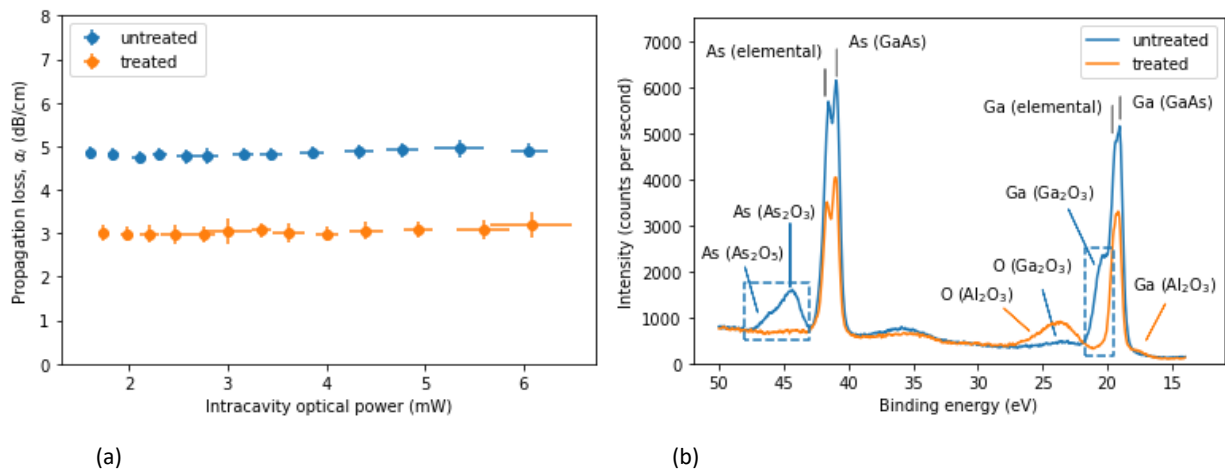 8
7
6
5
4
3
2
1
0
untreated
treated
Propagation loss, αₗ (dB/cm)
2
3
4
5
6
Intracavity optical power (mW)
(a)
7000
6000
5000
4000
3000
2000
1000
0
Intensity (counts per second)
As (elemental)
As (GaAs)
untreated
treated
Ga (elemental)
Ga (GaAs)
Ga (Ga₂O₃)
As (As₂O₃)
As (As₂O₅)
O (Ga₂O₃)
O (Al₂O₃)
Ga (Al₂O₃)
50
45
40
35
30
25
20
15
Binding energy (eV)
(b)